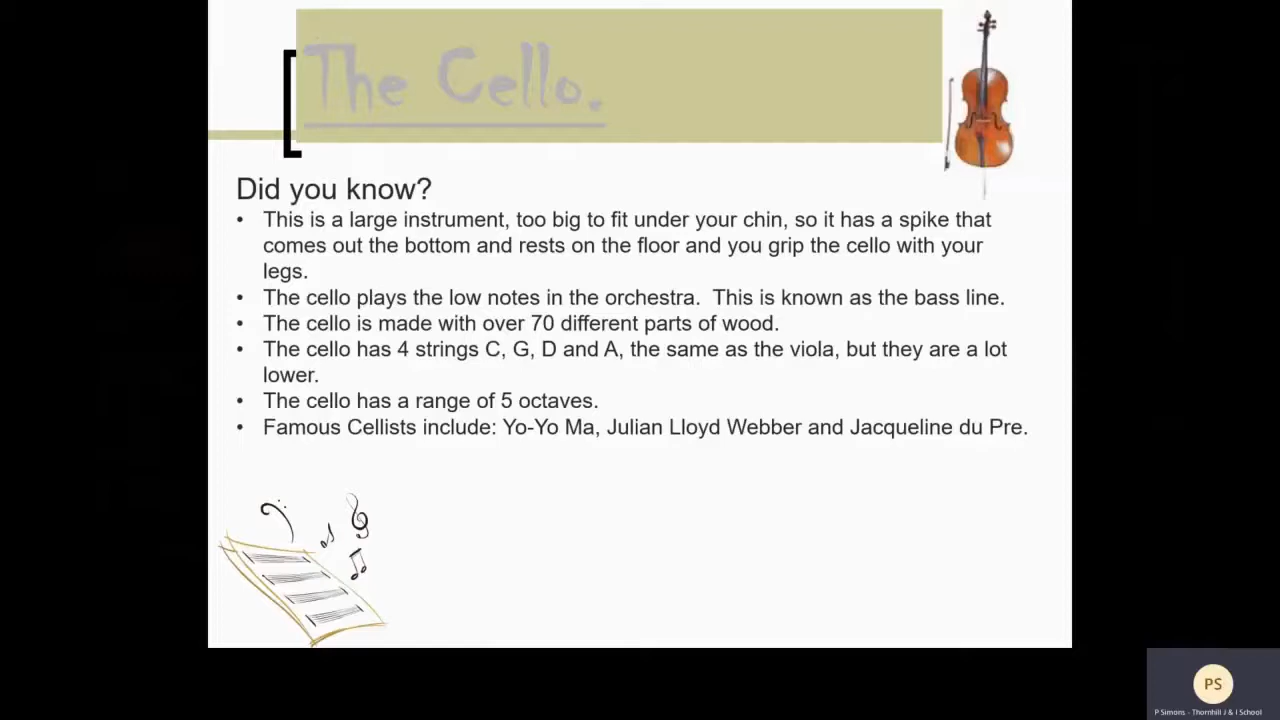 The Cello.
Did you know?
• This is a large instrument, too big to fit under your chin, so it has a spike that
comes out the bottom and rests on the floor and you grip the cello with your
legs.
• The cello plays the low notes in the orchestra.  This is known as the bass line.
• The cello is made with over 70 different parts of wood.
• The cello has 4 strings C, G, D and A, the same as the viola, but they are a lot
lower.
• The cello has a range of 5 octaves.
• Famous Cellists include: Yo-Yo Ma, Julian Lloyd Webber and Jacqueline du Pre.
PS
P Simons - Thornhill J & I School